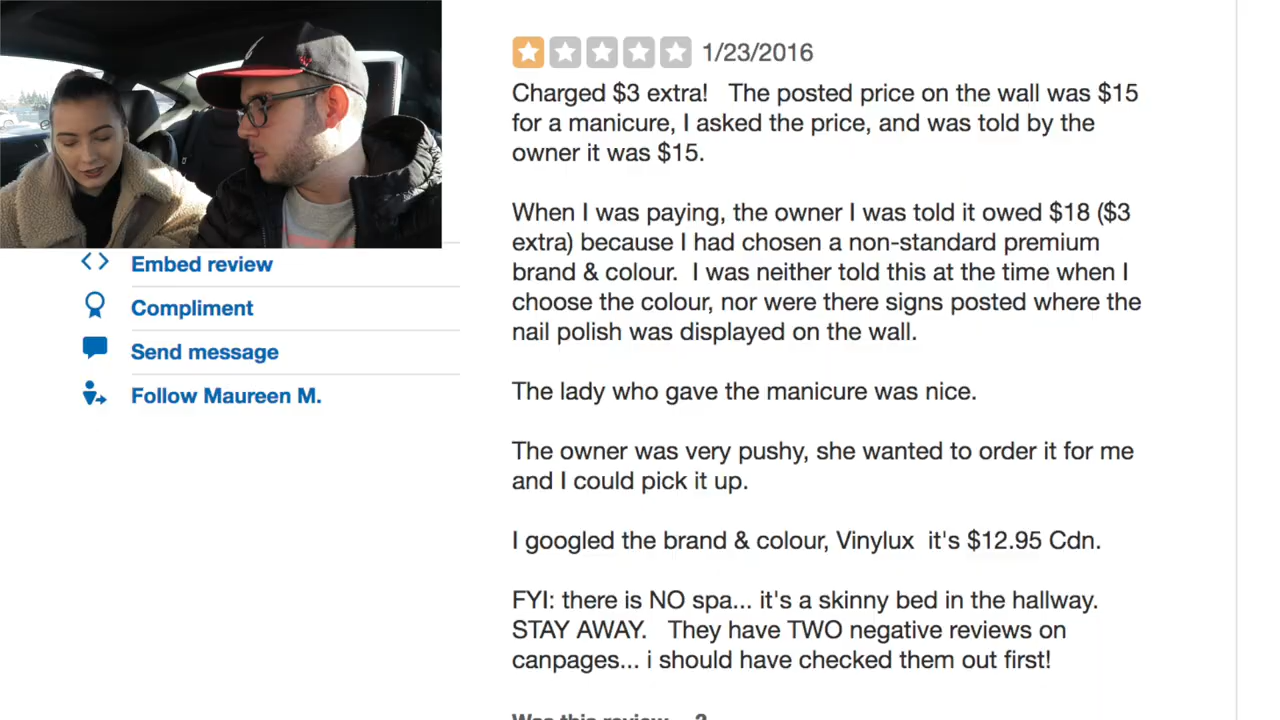 1/23/2016
Charged $3 extra! The posted price on the wall was $15
for a manicure, I asked the price, and was told by the
owner it was $15.
When I was paying, the owner I was told it owed $18 ($3
extra) because I had chosen a non-standard premium
brand & colour. I was neither told this at the time when I
choose the colour, nor were there signs posted where the
nail polish was displayed on the wall.
The lady who gave the manicure was nice.
The owner was very pushy, she wanted to order it for me
and I could pick it up.
I googled the brand & colour, Vinylux it's $12.95 Cdn.
FYI: there is NO spa... it's a skinny bed in the hallway.
STAY AWAY. They have TWO negative reviews on
canpages... i should have checked them out first!
Was this review
Embed review
Compliment
Send message
Follow Maureen M.